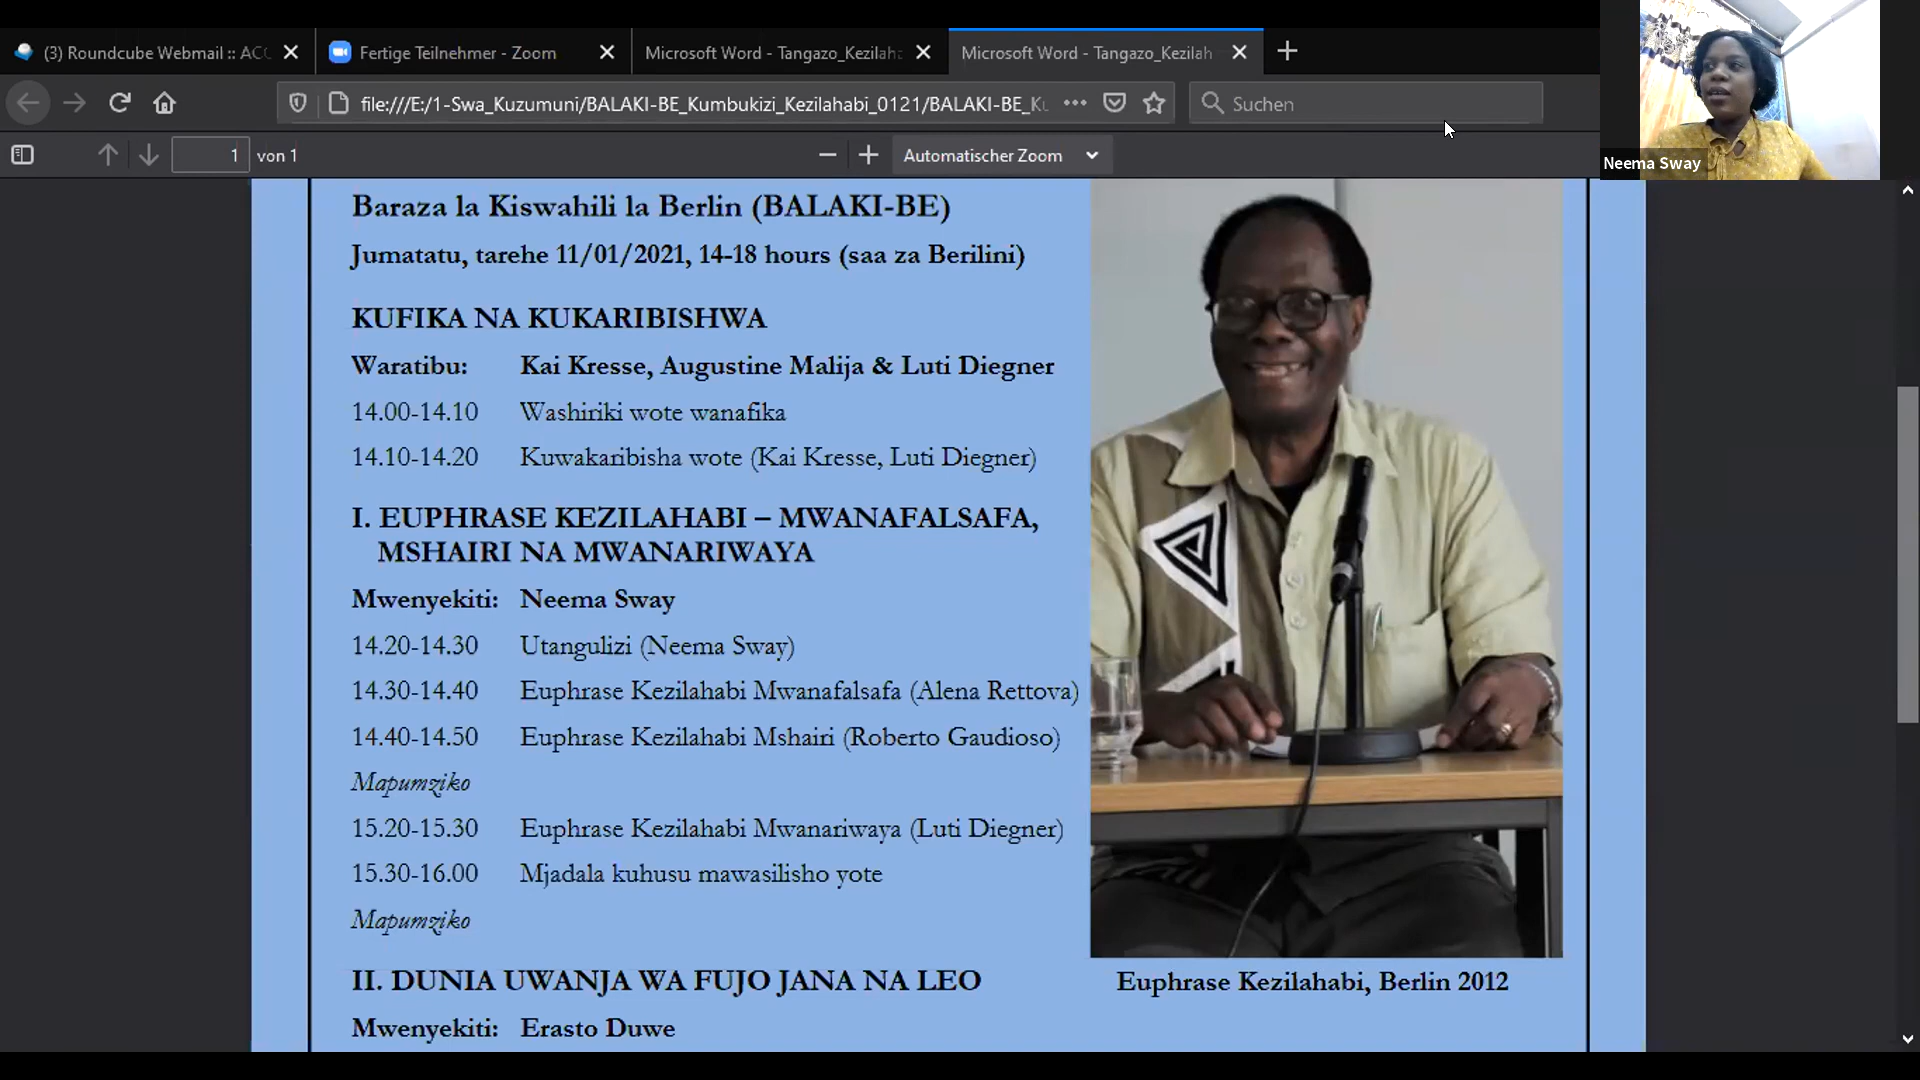 (3) Roundcube Webmail :: ACC
Fertige Teilnehmer - Zoom
Microsoft Word - Tangazo_Kezilaha
Microsoft Word - Tangazo_Kezilah
file:///E:/1-Swa_Kuzumuni/BALAKI-BE_Kumbukizi_Kezilahabi_0121/BALAKI-BE_Ku
Suchen
1 von 1
Automatischer Zoom
Neema Sway
Baraza la Kiswahili la Berlin (BALAKI-BE)
Jumatatu, tarehe 11/01/2021, 14-18 hours (saa za Berilini)
KUFIKA NA KUKARIBISHWA
Waratibu: Kai Kresse, Augustine Malija & Luti Diegner
14.00-14.10 Washiriki wote wanafika
14.10-14.20 Kuwakaribisha wote (Kai Kresse, Luti Diegner)
I. EUPHRASE KEZILAHABI – MWANAFALSAFA,
MSHAIRI NA MWANARIWAYA
Mwenyekiti: Neema Sway
14.20-14.30 Utangulizi (Neema Sway)
14.30-14.40 Euphrase Kezilahabi Mwanafalsafa (Alena Rettova)
14.40-14.50 Euphrase Kezilahabi Mshairi (Roberto Gaudioso)
Mapumziko
15.20-15.30 Euphrase Kezilahabi Mwanariwaya (Luti Diegner)
15.30-16.00 Mjadala kuhusu mawasilisho yote
Mapumziko
II. DUNIA UWANJA WA FUJO JANA NA LEO
Mwenyekiti: Erasto Duwe
Euphrase Kezilahabi, Berlin 2012